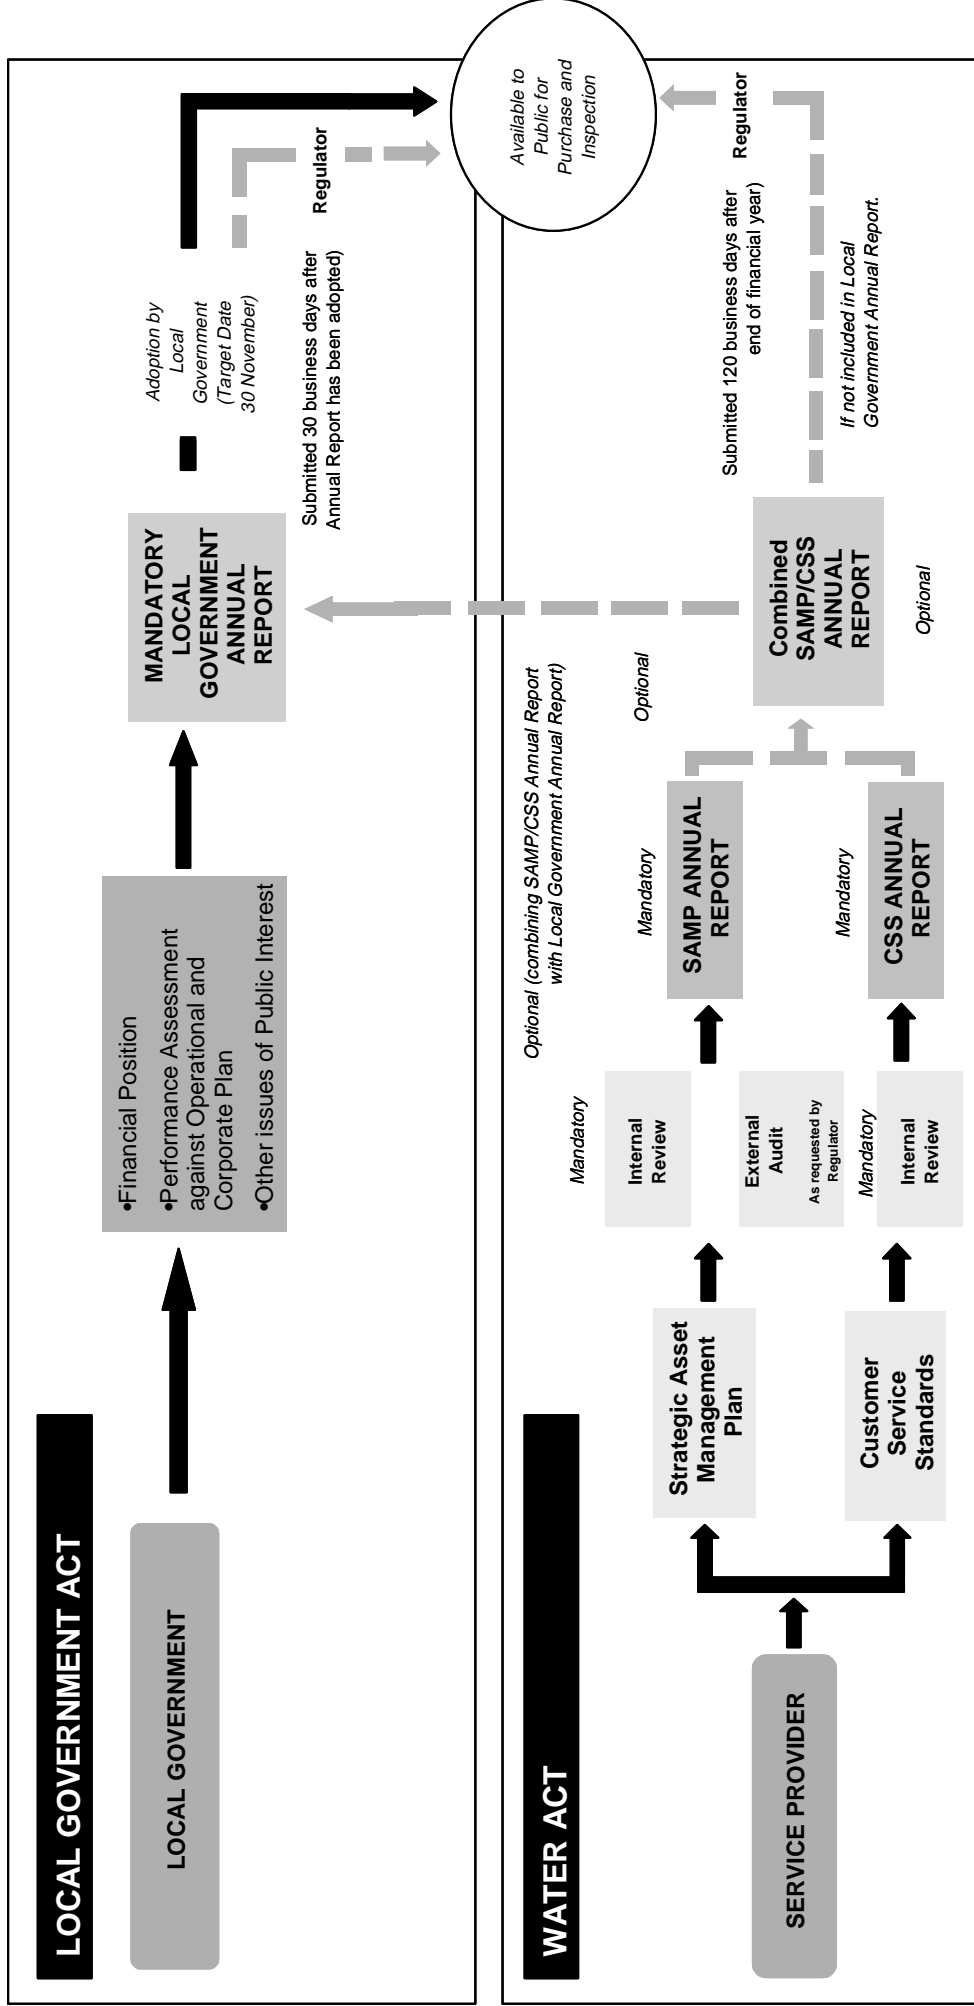 LOCAL GOVERNMENT ACT
LOCAL GOVERNMENT
•Financial Position
•Performance Assessment
against Operational and
Corporate Plan
•Other issues of Public Interest
MANDATORY
LOCAL
GOVERNMENT
ANNUAL
REPORT
Adoption by
Local
Government
(Target Date
30 November)
Submitted 30 business days after
Annual Report has been adopted)
Regulator
Available to
Public for
Purchase and
Inspection
WATER ACT
SERVICE PROVIDER
Strategic Asset
Management
Plan
Customer
Service
Standards
Mandatory
Internal
Review
External
Audit
As requested by
Regulator
Mandatory
Internal
Review
Optional (combining SAMP/CSS Annual Report
with Local Government Annual Report)
Mandatory
SAMP ANNUAL
REPORT
Mandatory
CSS ANNUAL
REPORT
Optional
Combined
SAMP/CSS
ANNUAL
REPORT
Optional
Submitted 120 business days after
end of financial year)
If not included in Local
Government Annual Report.
Regulator